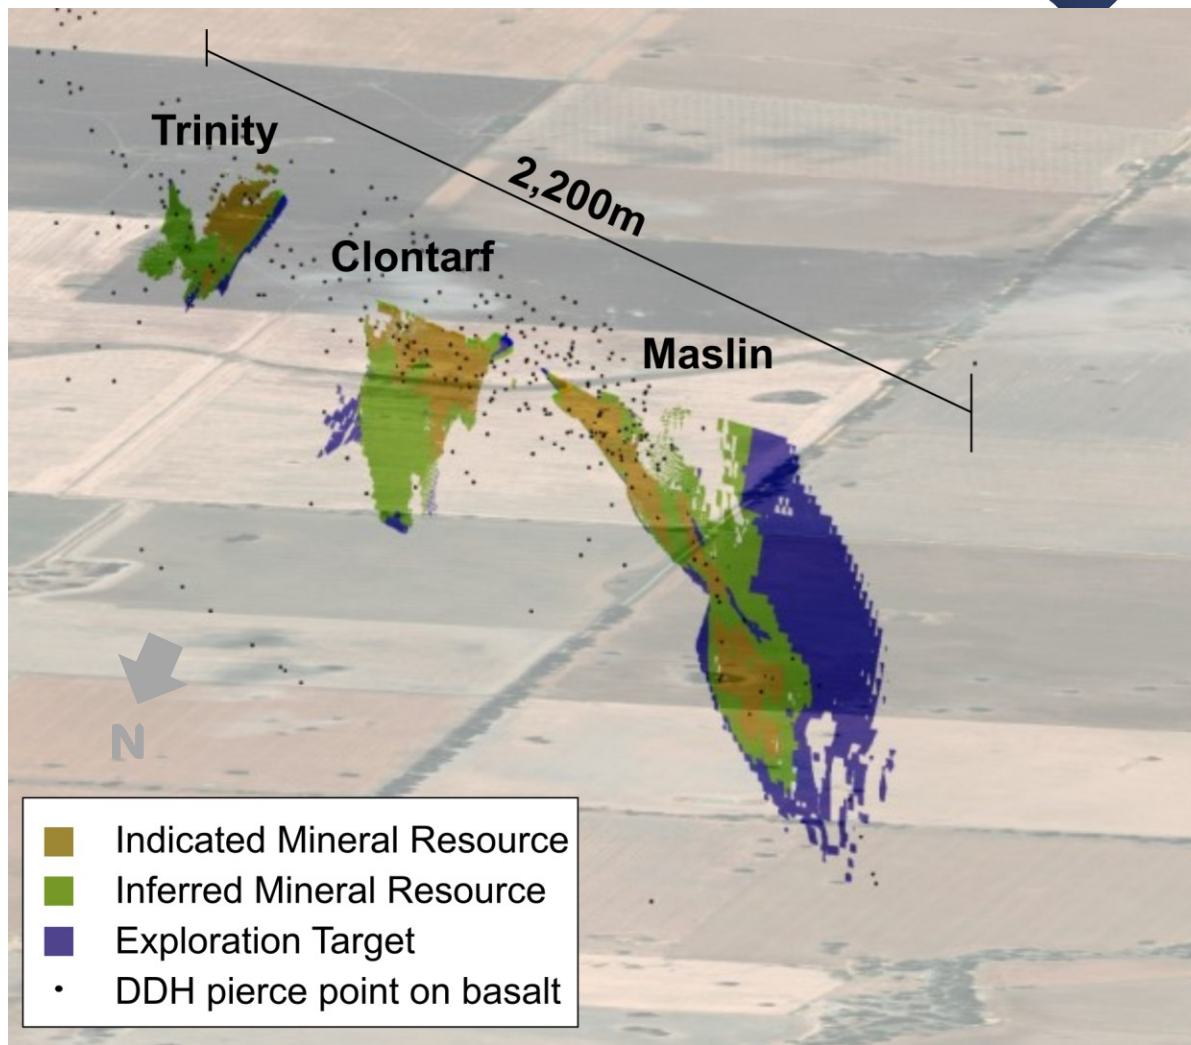 Trinity
2,200m
Clontarf
Maslin
N
Indicated Mineral Resource
Inferred Mineral Resource
Exploration Target
DDH pierce point on basalt